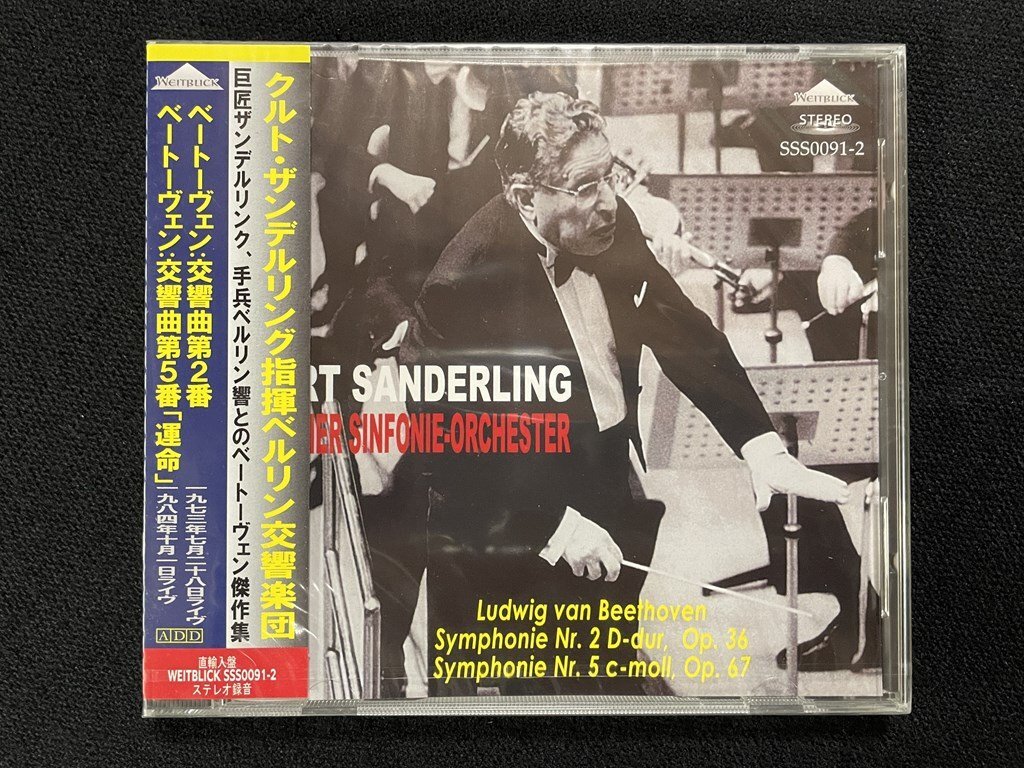 クルト・ザンデルリング指揮ベルリン交響楽団
巨匠ザンデルリンク、手兵ベルリン響とのベートーヴェン傑作集
WEITBLICK
ベートーヴェン:交響曲第2番
一九七三年七月二十八日ライヴ
ベートーヴェン:交響曲第5番「運命」
一九八四年十月一日ライヴ
ADD
直輸入盤
WEITBLICK SSS0091-2
ステレオ録音
WEITBLICK
STEREO
SSS0091-2
RT SANDERLING
NER SINFONIE-ORCHESTER
Ludwig van Beethoven
Symphonie Nr. 2 D-dur, Op. 36
Symphonie Nr. 5 c-moll, Op. 67